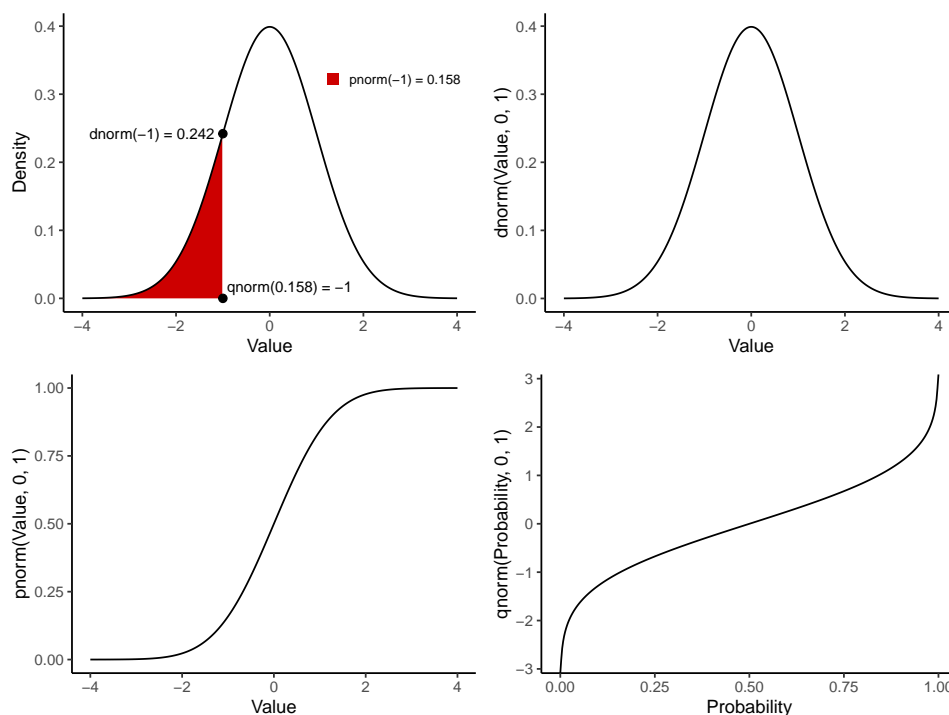 0.4
0.3
0.2
0.1
0.0
Density
dnorm(−1) = 0.242
pnorm(−1) = 0.158
qnorm(0.158) = −1
−4 −2 0 2 4
Value
0.4
0.3
0.2
0.1
0.0
dnorm(Value, 0, 1)
−4 −2 0 2 4
Value
1.00
0.75
0.50
0.25
0.00
pnorm(Value, 0, 1)
−4 −2 0 2 4
Value
3
2
1
0
−1
−2
−3
qnorm(Probability, 0, 1)
0.00 0.25 0.50 0.75 1.00
Probability